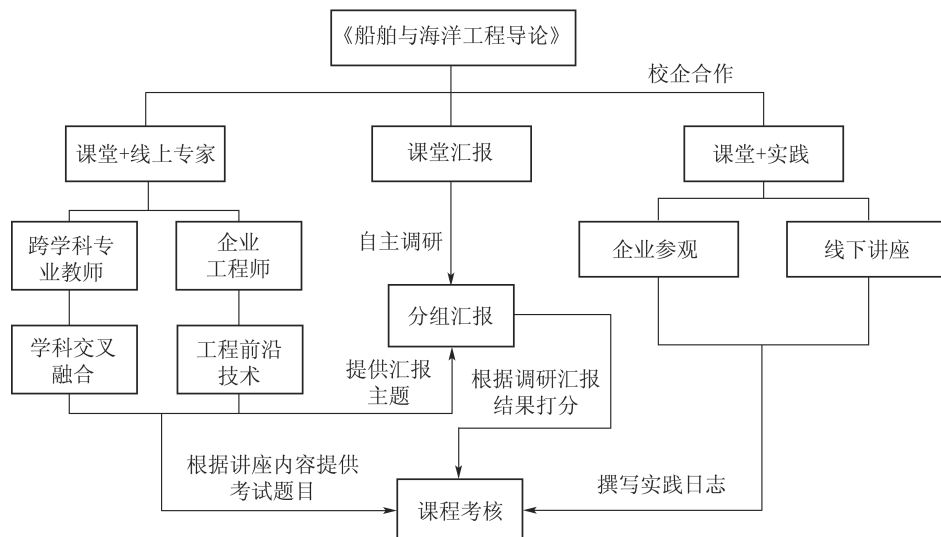 《船舶与海洋工程导论》
校企合作
课堂+线上专家
课堂汇报
课堂+实践
跨学科专
业教师
企业
工程师
自主调研
企业参观
线下讲座
分组汇报
学科交叉
融合
工程前沿
技术
提供汇报
主题
根据调研汇报
结果打分
根据讲座内容提供
考试题目
撰写实践日志
课程考核